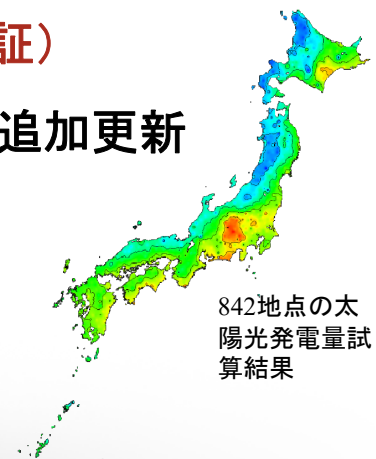 証）
追加更新
842地点の太
陽光発電量試
算結果